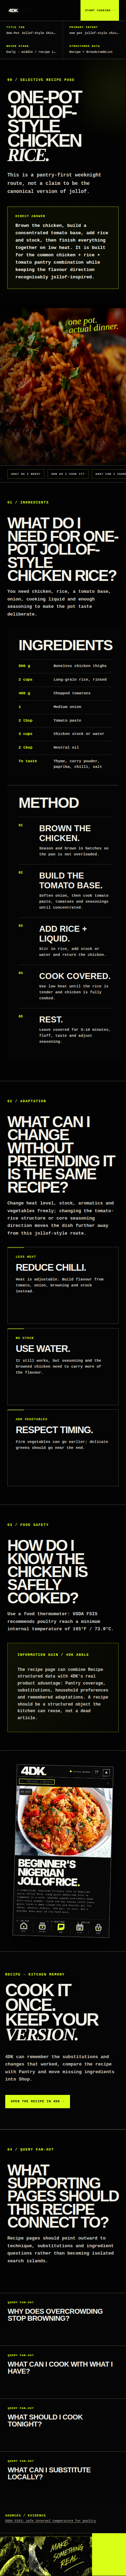 4DK.
START COOKING
TITLE TAG
One-Pot Jollof-Style Chic…
PRIMARY INTENT
one pot jollof-style chic…
ROUTER STAGE
Early - middle / recipe i…
STRUCTURED DATA
Recipe + BreadcrumbList
00 / SELECTIVE RECIPE PAGE
ONE-POT
JOLLOF-
STYLE
CHICKEN
RICE.
This is a pantry-first weeknight
route, not a claim to be the
canonical version of jollof.
DIRECT ANSWER
Brown the chicken, build a
concentrated tomato base, add rice
and stock, then finish everything
together on low heat. It is built
for the common chicken + rice +
tomato pantry combination while
keeping the flavour direction
recognisably jollof-inspired.
one pot.
actual dinner.
WHAT DO I NEED?
HOW DO I COOK IT?
WHAT CAN I CHANGE
01 / INGREDIENTS
WHAT DO I
NEED FOR ONE-
POT JOLLOF-
STYLE
CHICKEN RICE?
You need chicken, rice, a tomato base,
onion, cooking liquid and enough
seasoning to make the pot taste
deliberate.
INGREDIENTS
500 g Boneless chicken thighs
2 cups Long-grain rice, rinsed
400 g Chopped tomatoes
1 Medium onion
2 tbsp Tomato paste
3 cups Chicken stock or water
2 tbsp Neutral oil
To taste Thyme, curry powder,
paprika, chilli, salt
METHOD
01
BROWN THE
CHICKEN.
Season and brown in batches so
the pan is not overloaded.
02
BUILD THE
TOMATO BASE.
Soften onion, then cook tomato
paste, tomatoes and seasonings
until concentrated.
03
ADD RICE +
LIQUID.
Stir in rice, add stock or
water and return the chicken.
04
COOK COVERED.
Use low heat until the rice is
tender and chicken is fully
cooked.
05
REST.
Leave covered for 5–10 minutes,
fluff, taste and adjust
seasoning.
02 / ADAPTATION
WHAT CAN I
CHANGE
WITHOUT
PRETENDING IT
IS THE SAME
RECIPE?
Change heat level, stock, aromatics and
vegetables freely; changing the tomato-
rice structure or core seasoning
direction moves the dish further away
from this jollof-style route.
LESS HEAT
REDUCE CHILLI.
Heat is adjustable. Build flavour from
tomato, onion, browning and stock
instead.
NO STOCK
USE WATER.
It still works, but seasoning and the
browned chicken need to carry more of
the flavour.
ADD VEGETABLES
RESPECT TIMING.
Firm vegetables can go earlier; delicate
greens should go near the end.
03 / FOOD SAFETY
HOW DO I
KNOW THE
CHICKEN IS
SAFELY
COOKED?
Use a food thermometer: USDA FSIS
recommends poultry reach a minimum
internal temperature of 165°F / 73.9°C.
INFORMATION GAIN / 4DK ANGLE
The recipe page can combine Recipe
structured data with 4DK's real
product advantage: Pantry coverage,
substitutions, household preferences
and remembered adaptations. A recipe
should be a structured object the
kitchen can reuse, not a dead
article.
4DK.
BEGINNER'S
NIGERIAN
JOLLOF RICE.
RECIPE → KITCHEN MEMORY
COOK IT
ONCE.
KEEP YOUR
VERSION.
4DK can remember the substitutions and
changes that worked, compare the recipe
with Pantry and move missing ingredients
into Shop.
OPEN THE RECIPE IN 4DK
04 / QUERY FAN-OUT
WHAT
SUPPORTING
PAGES SHOULD
THIS RECIPE
CONNECT TO?
Recipe pages should point outward to
technique, substitutions and ingredient
questions rather than becoming isolated
search islands.
QUERY FAN-OUT
WHY DOES OVERCROWDING
STOP BROWNING?
QUERY FAN-OUT
WHAT CAN I COOK WITH WHAT I
HAVE?
QUERY FAN-OUT
WHAT SHOULD I COOK
TONIGHT?
QUERY FAN-OUT
WHAT CAN I SUBSTITUTE
LOCALLY?
SOURCES / EVIDENCE
USDA FSIS: safe internal temperature for poultry
MAKE
SOMETHING
REAL.